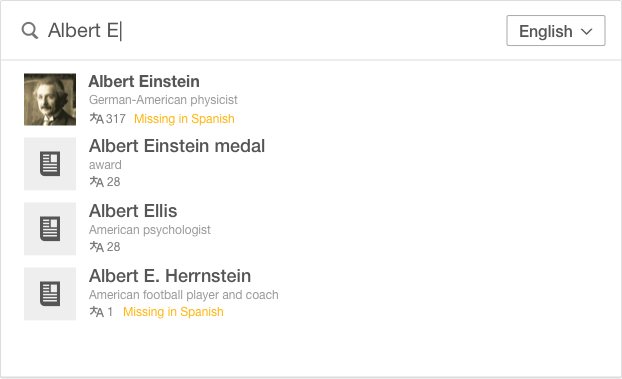 Albert E
English
Albert Einstein
German-American physicist
317 Missing in Spanish
Albert Einstein medal
award
28
Albert Ellis
American psychologist
28
Albert E. Herrnstein
American football player and coach
1 Missing in Spanish